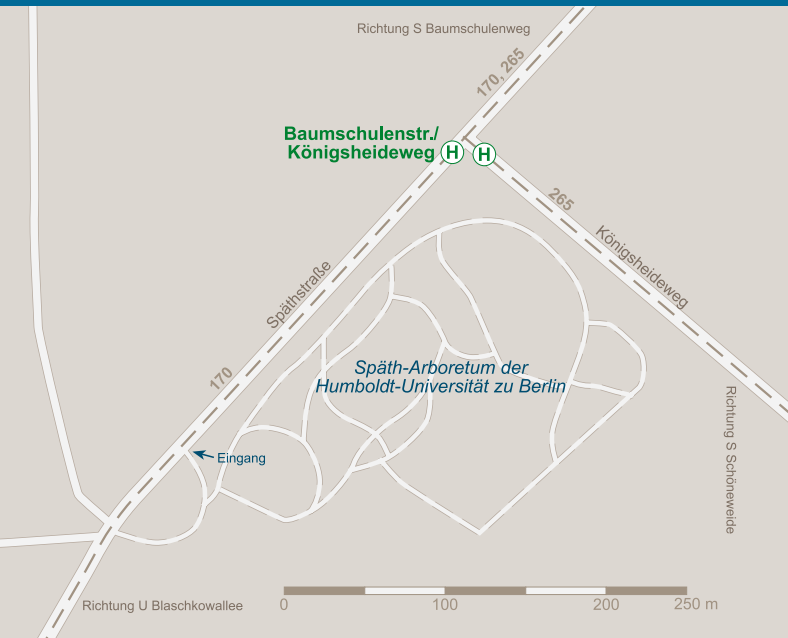 Richtung S Baumschulenweg
170, 265
Baumschulenstr./
Königsheideweg H H
265
Königsheideweg
Späthstraße
170
Späth-Arboretum der
Humboldt-Universität zu Berlin
Richtung S Schöneweide
Eingang
Richtung U Blaschkowallee
0 100 200 250 m